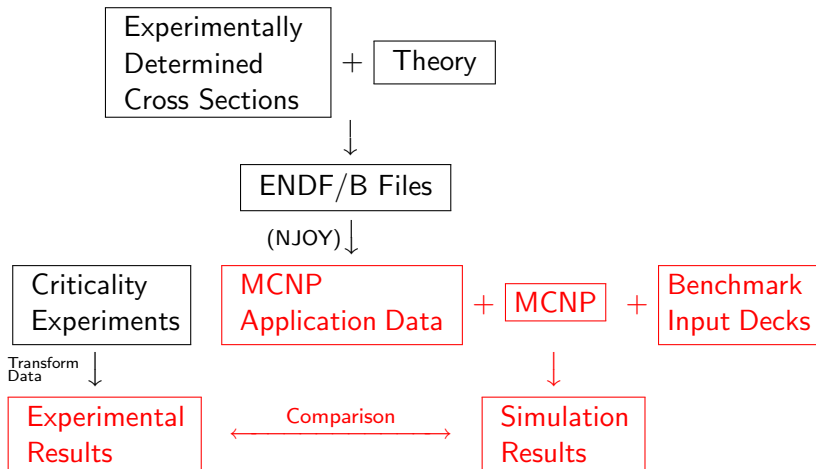 Experimentally
Determined
Cross Sections
+
Theory
ENDF/B Files
(NJOY)
Criticality
Experiments
MCNP
Application Data
+
MCNP
+
Benchmark
Input Decks
Transform
Data
Experimental
Results
Comparison
Simulation
Results